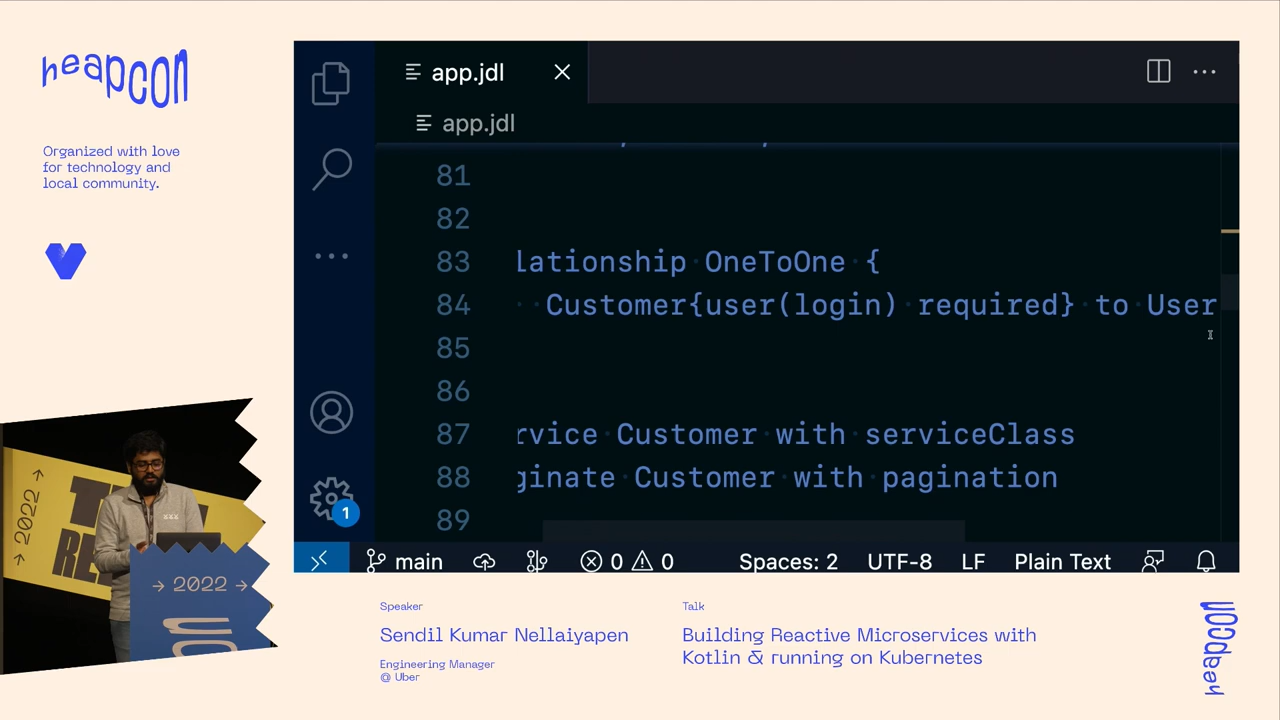 heapcon
Organized with love
for technology and
local community.
app.jdl
app.jdl
81
82
83 lationship OneToOne {
84 Customer{user(login) required} to User
85
86
87 rvice Customer with serviceClass
88 ginate Customer with pagination
89
1
main 0 0 Spaces: 2 UTF-8 LF Plain Text
→ 2022 →
→ 2022 →
Speaker
Sendil Kumar Nellaiyapen
Engineering Manager
@ Uber
Talk
Building Reactive Microservices with
Kotlin & running on Kubernetes
heapcon